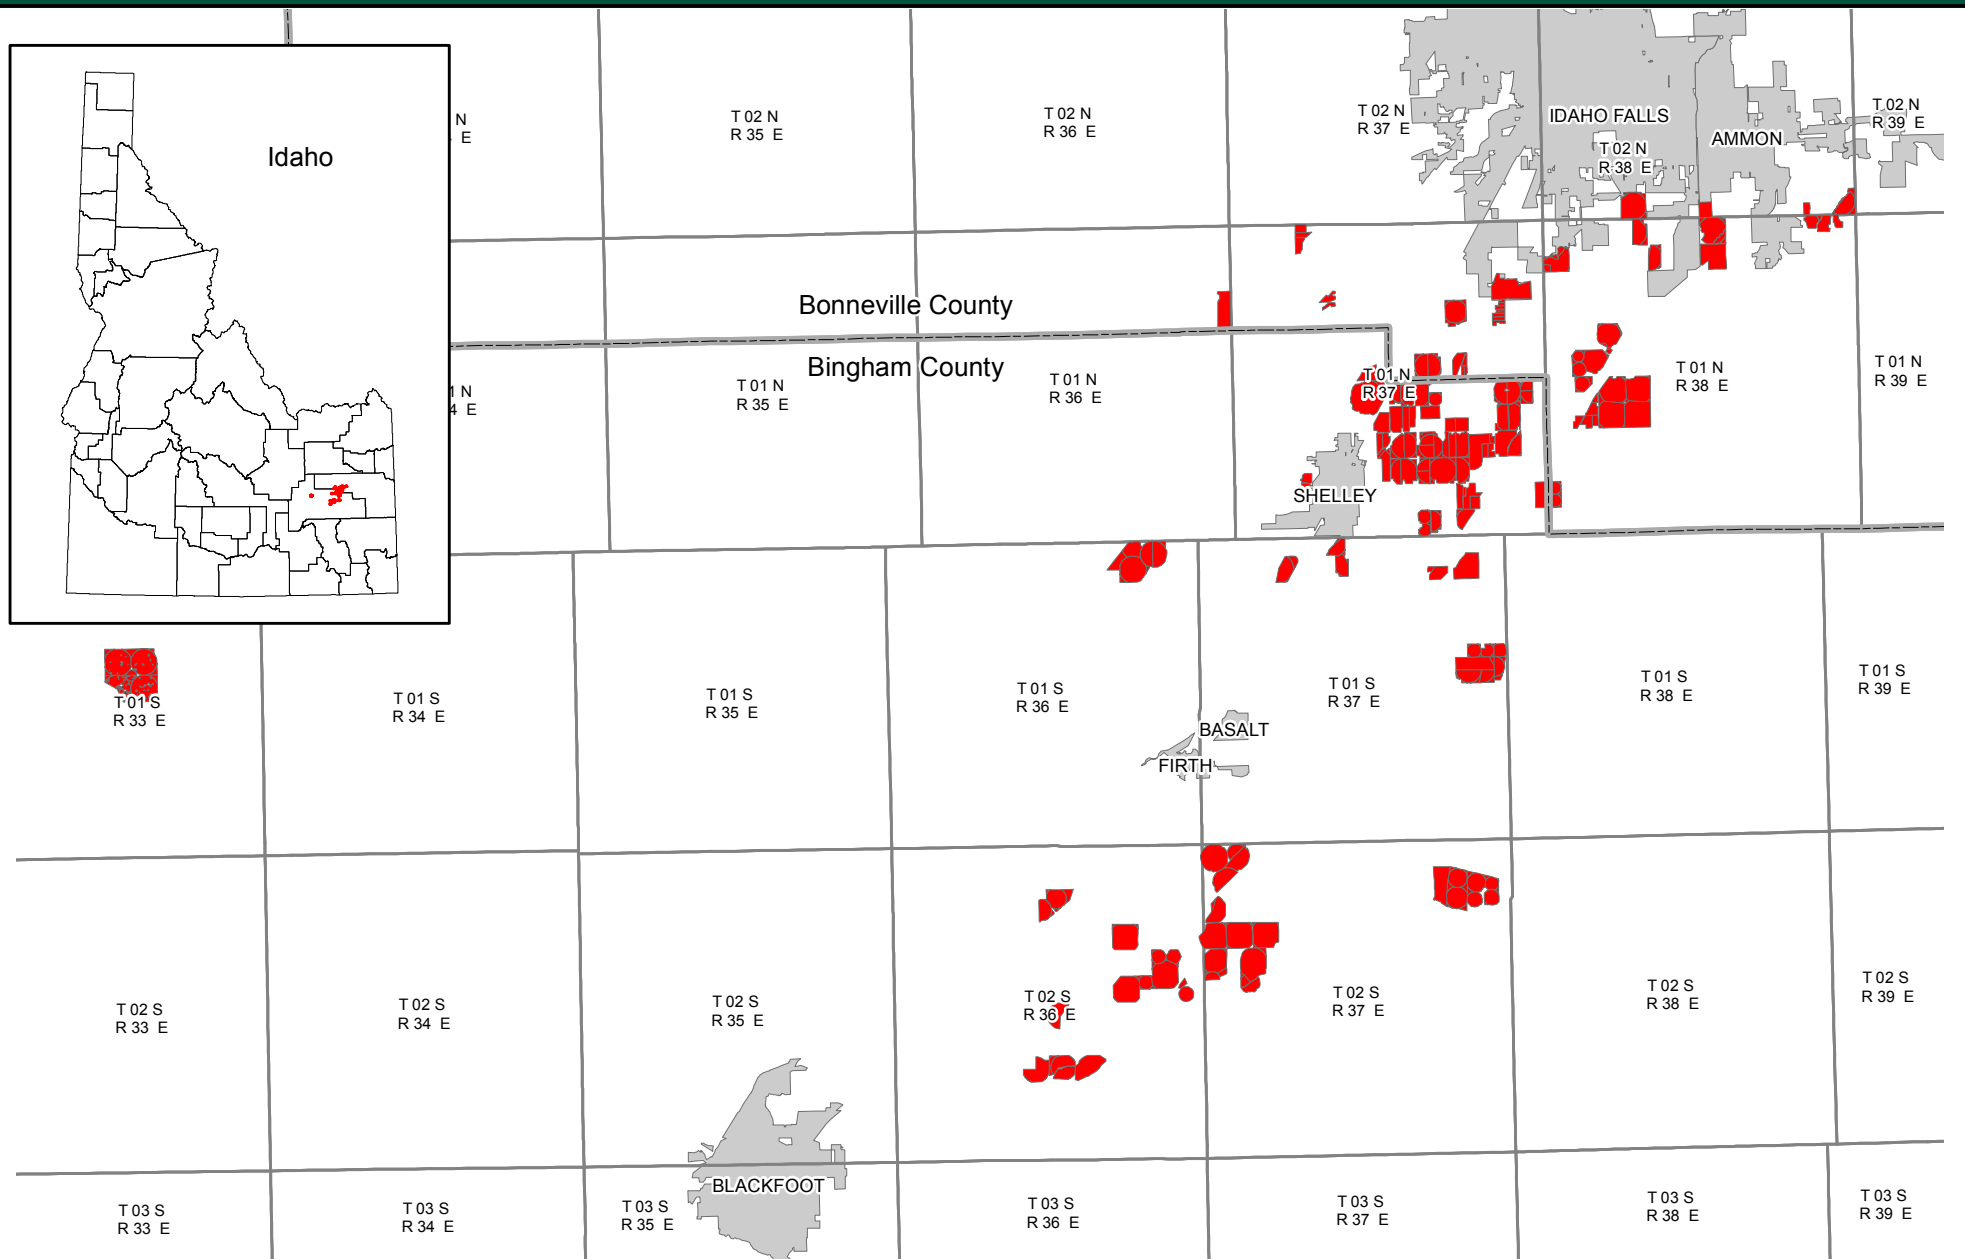 Idaho
N
E
T 02 N
R 35 E
T 02 N
R 36 E
T 02 N
R 37 E
IDAHO FALLS
T 02 N
R 38 E
AMMON
T 02 N
R 39 E
Bonneville County
Bingham County
1 N
4 E
T 01 N
R 35 E
T 01 N
R 36 E
T 01 N
R 37 E
T 01 N
R 38 E
T 01 N
R 39 E
SHELLEY
T 01 S
R 33 E
T 01 S
R 34 E
T 01 S
R 35 E
T 01 S
R 36 E
T 01 S
R 37 E
T 01 S
R 38 E
T 01 S
R 39 E
BASALT
FIRTH
T 02 S
R 33 E
T 02 S
R 34 E
T 02 S
R 35 E
T 02 S
R 36 E
T 02 S
R 37 E
T 02 S
R 38 E
T 02 S
R 39 E
BLACKFOOT
T 03 S
R 33 E
T 03 S
R 34 E
T 03 S
R 35 E
T 03 S
R 36 E
T 03 S
R 37 E
T 03 S
R 38 E
T 03 S
R 39 E